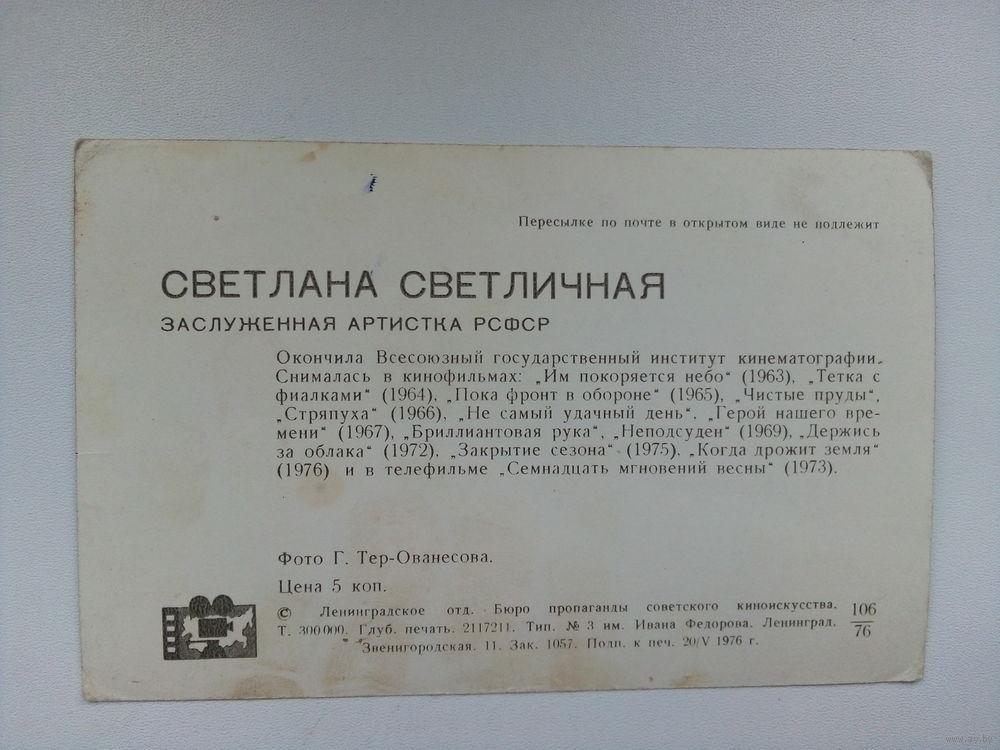 Пересылке по почте в открытом виде не подлежит
СВЕТЛАНА СВЕТЛИЧНАЯ
ЗАСЛУЖЕННАЯ АРТИСТКА РСФСР
Окончила Всесоюзный государственный институт кинематографии.
Снималась в кинофильмах: „Им покоряется небо“ (1963), „Тетка с
фиалками“ (1964), „Пока фронт в обороне“ (1965), „Чистые пруды“,
„Стряпуха“ (1966), „Не самый удачный день“, „Герой нашего вре-
мени“ (1967), „Бриллиантовая рука“, „Неподсуден“ (1969), „Держись
за облака“ (1972), „Закрытие сезона“ (1975), „Когда дрожит земля“
(1976) и в телефильме „Семнадцать мгновений весны“ (1973).
Фото Г. Тер-Ованесова.
Цена 5 коп.
© Ленинградское отд. Бюро пропаганды советского киноискусства.
Т. 300000. Глуб. печать. 2117211. Тип. № 3 им. Ивана Федорова. Ленинград.
Звенигородская. 11. Зак. 1057. Подп. к печ. 20/V 1976 г.
106
76
www.ay.by